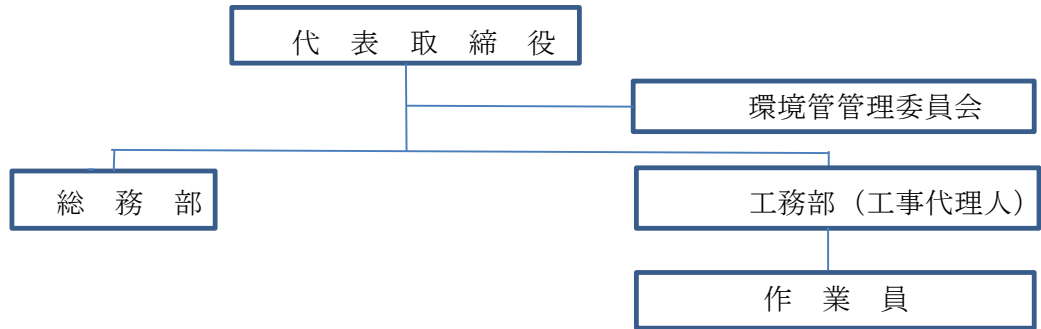 代 表 取 締 役
環境管管理委員会
総 務 部
工務部（工事代理人）
作 業 員